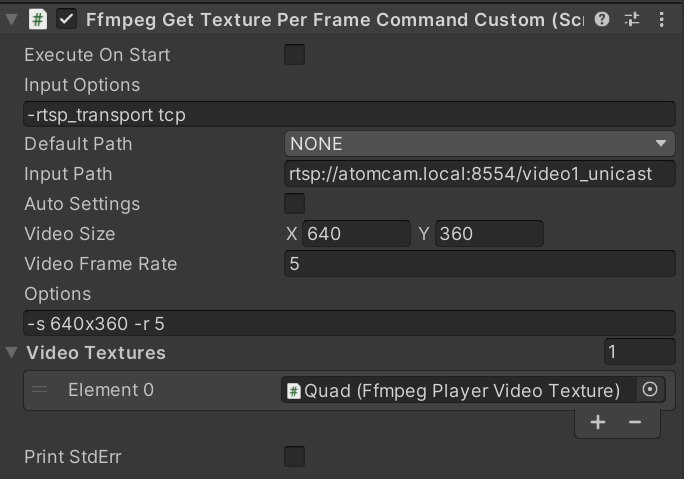 Ffmpeg Get Texture Per Frame Command Custom (Scr
Execute On Start
Input Options
-rtsp_transport tcp
Default Path NONE
Input Path rtsp://atomcam.local:8554/video1_unicast
Auto Settings
Video Size X 640 Y 360
Video Frame Rate 5
Options
-s 640x360 -r 5
Video Textures 1
Element 0 Quad (Ffmpeg Player Video Texture)
Print StdErr